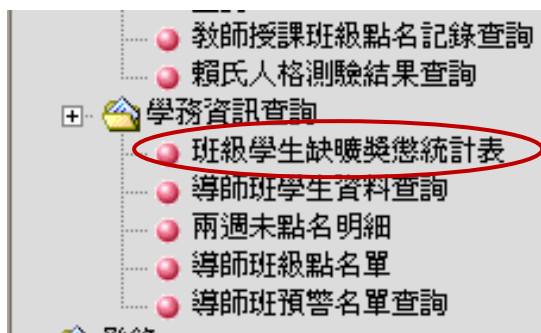 教師授課班級點名記錄查詢
賴氏人格測驗結果查詢
學務資訊查詢
班級學生缺曠獎懲統計表
導師班學生資料查詢
兩週未點名明細
導師班級點名單
導師班預警名單查詢